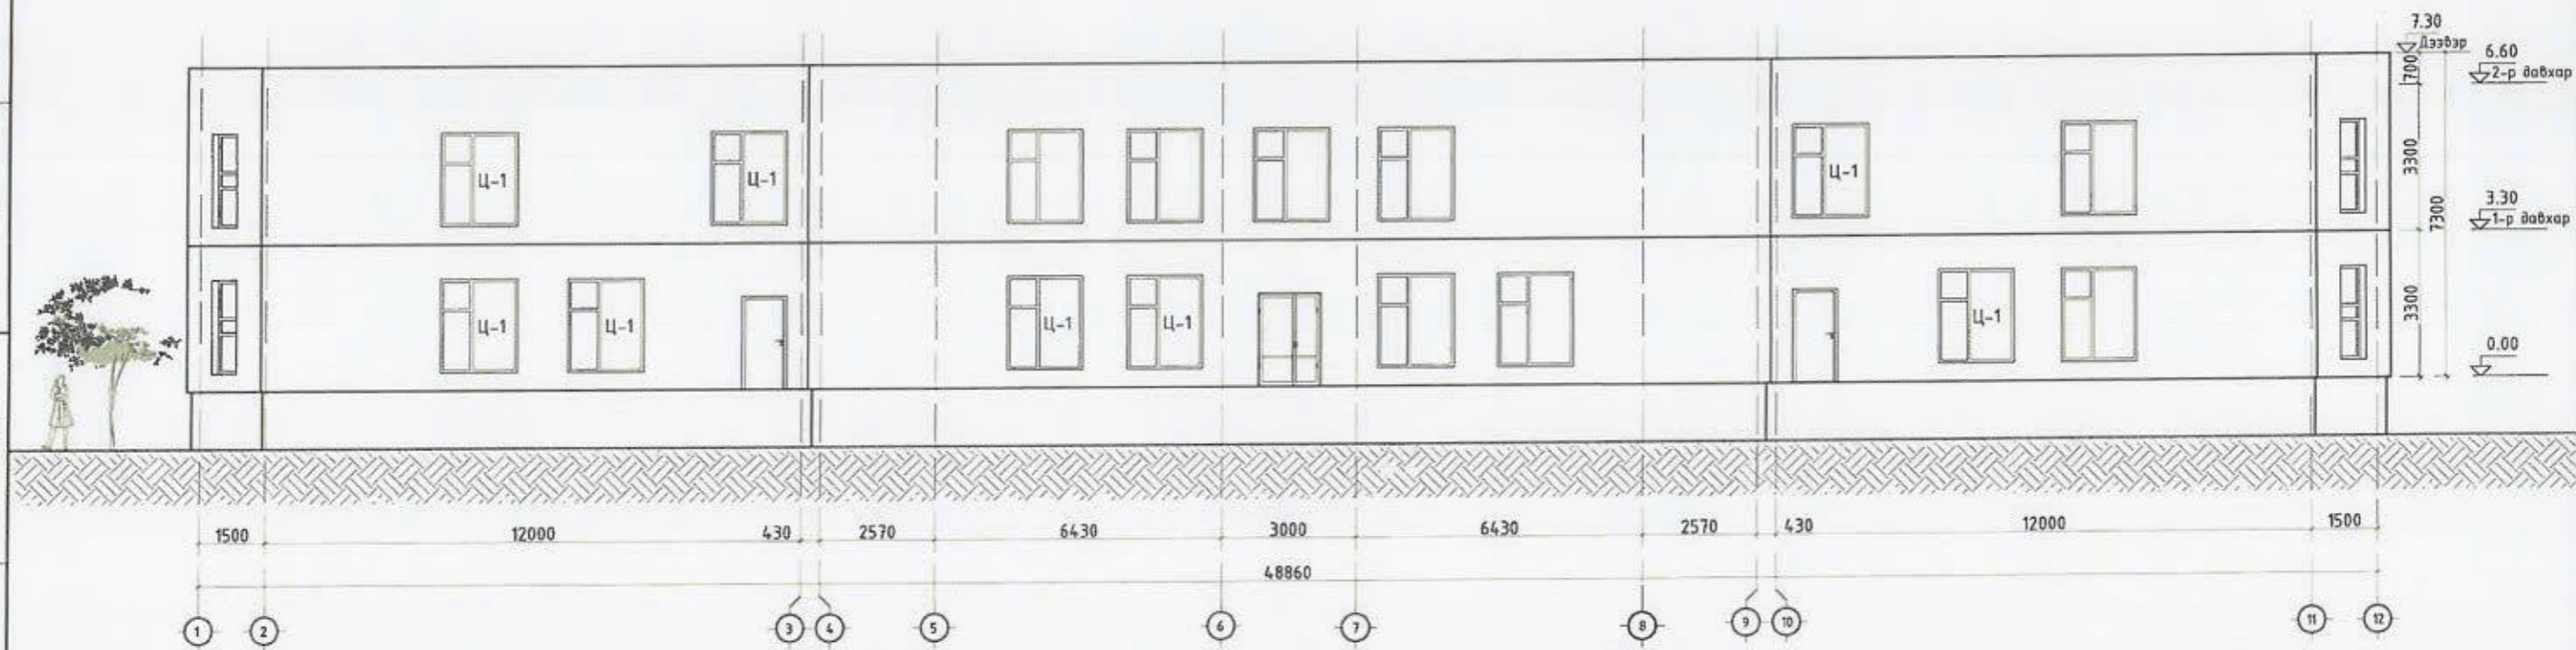 7.30
Дээвэр
6.60
2-р давхар
700
3300
7300
3.30
1-р давхар
3300
0.00
Ц-1
Ц-1
Ц-1
Ц-1
Ц-1
Ц-1
Ц-1
Ц-1
1500 12000 430 2570 6430 3000 6430 2570 430 12000 1500
48860
1 2 3 4 5 6 7 8 9 10 11 12